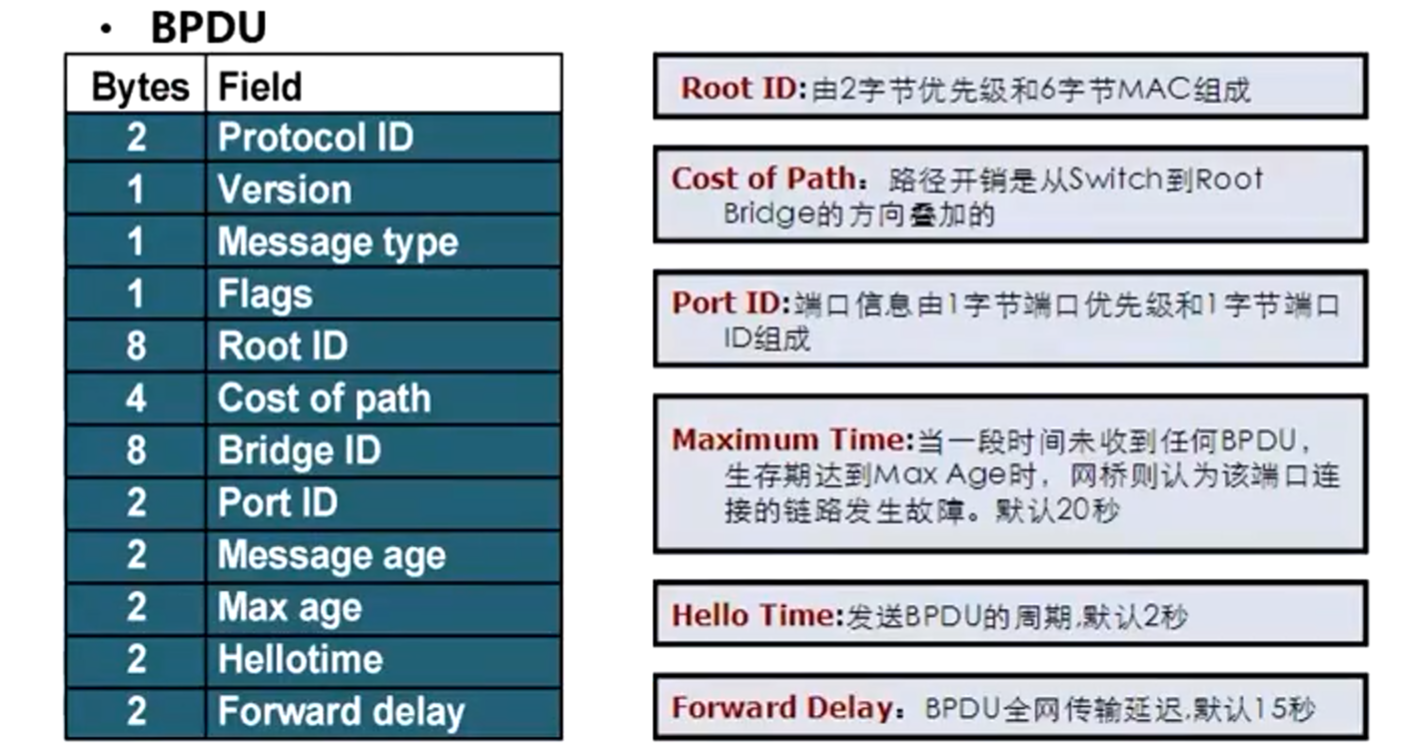 • BPDU
Bytes Field
2 Protocol ID
1 Version
1 Message type
1 Flags
8 Root ID
4 Cost of path
8 Bridge ID
2 Port ID
2 Message age
2 Max age
2 Hellotime
2 Forward delay
Root ID:由2字节优先级和6字节MAC组成
Cost of Path：路径开销是从Switch到Root
Bridge的方向叠加的
Port ID:端口信息由1字节端口优先级和1字节端口
ID组成
Maximum Time:当一段时间未收到任何BPDU，
生存期达到Max Age时，网桥则认为该端口连
接的链路发生故障。默认20秒
Hello Time:发送BPDU的周期,默认2秒
Forward Delay：BPDU全网传输延迟,默认15秒